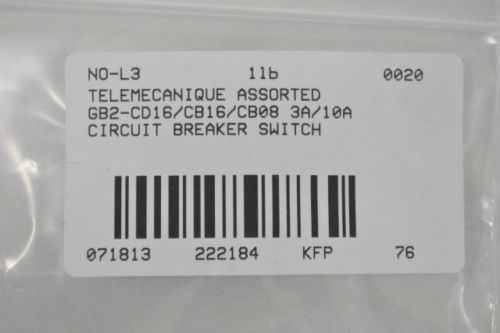 NO-L3 1lb 0020
TELEMECANIQUE ASSORTED
GB2-CD16/CB16/CB08 3A/10A
CIRCUIT BREAKER SWITCH
071813 222184 KFP 76